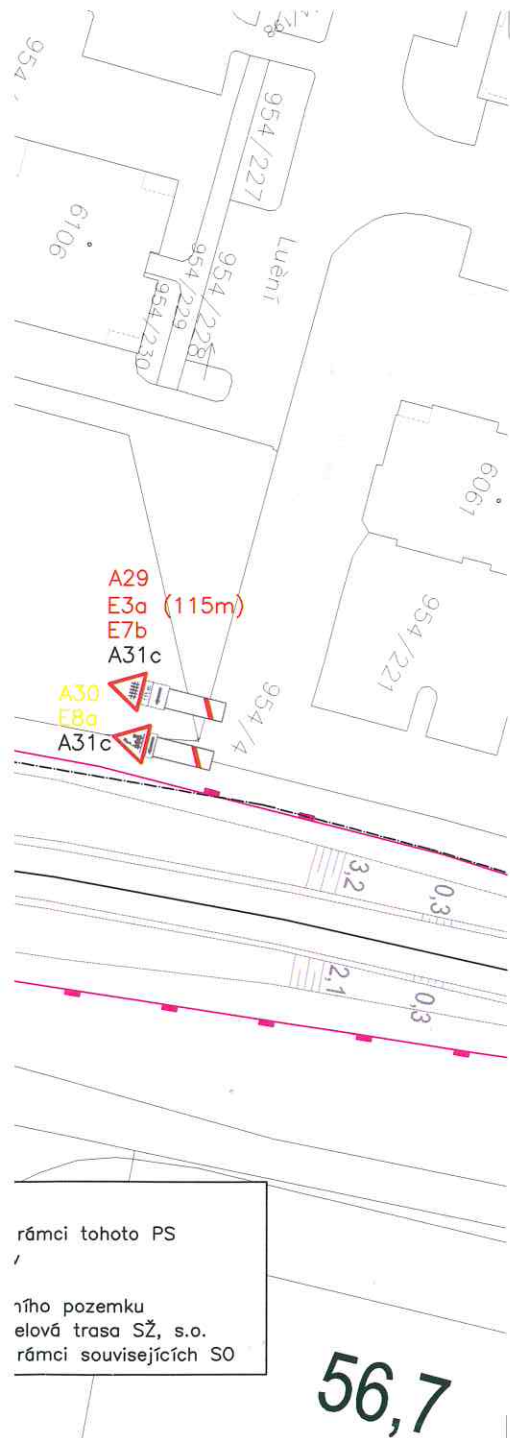 954/198
954
954/227
6106
Luční
954/228
954/229
954/230
6061
954/221
A29
E3a (115m)
E7b
A31c
A30
E8a
A31c
954/4
3,2
0,3
2,1
0,3
rámci tohoto PS
ního pozemku
elová trasa SŽ, s.o.
rámci souvisejících SO
56,7